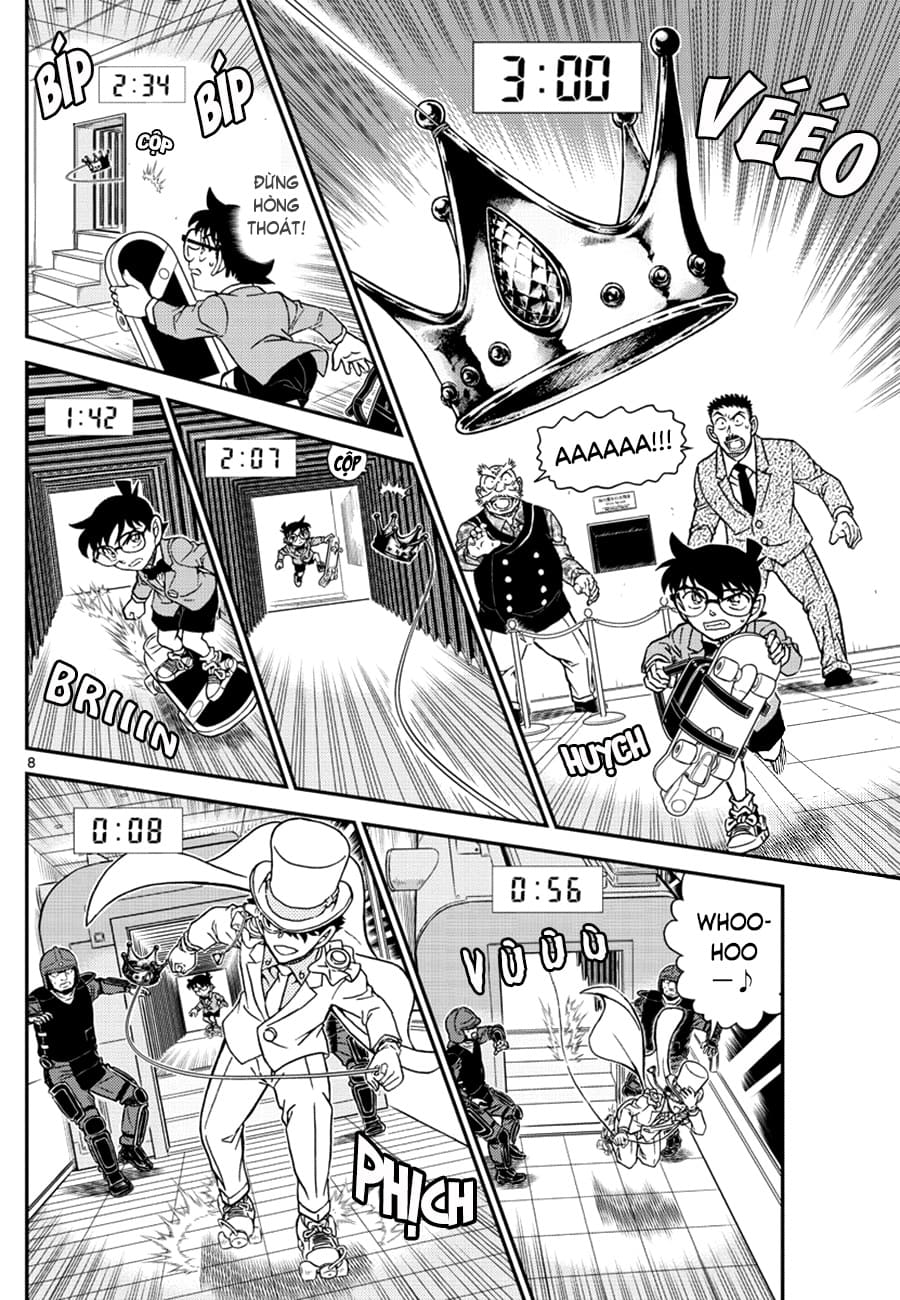 3:00
VÉÉO
AAAAAA!!!
HUỴCH
2:34
BÍP
BÍP
CỘP
ĐỪNG
HÒNG
THOÁT!
2:07
CỘP
1:42
BRIIIN
0:56
WHOO-
HOO
—♪
VÙÙÙ
0:08
PHỊCH
8